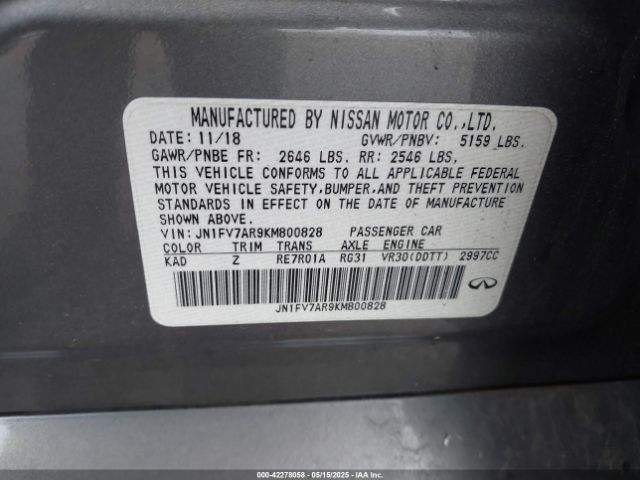 MANUFACTURED BY NISSAN MOTOR CO.,LTD.
DATE: 11/18 GVWR/PNBV: 5159 LBS.
GAWR/PNBE FR: 2646 LBS. RR: 2546 LBS.
THIS VEHICLE CONFORMS TO ALL APPLICABLE FEDERAL
MOTOR VEHICLE SAFETY,BUMPER,AND THEFT PREVENTION
STANDARDS IN EFFECT ON THE DATE OF MANUFACTURE
SHOWN ABOVE.
VIN: JN1FV7AR9KM800828 PASSENGER CAR
COLOR TRIM TRANS AXLE ENGINE
KAD Z RE7R01A RG31 VR30(DDTT) 2997CC
JN1FV7AR9KM800828
000-42278058 - 05/15/2025 - IAAI.COM